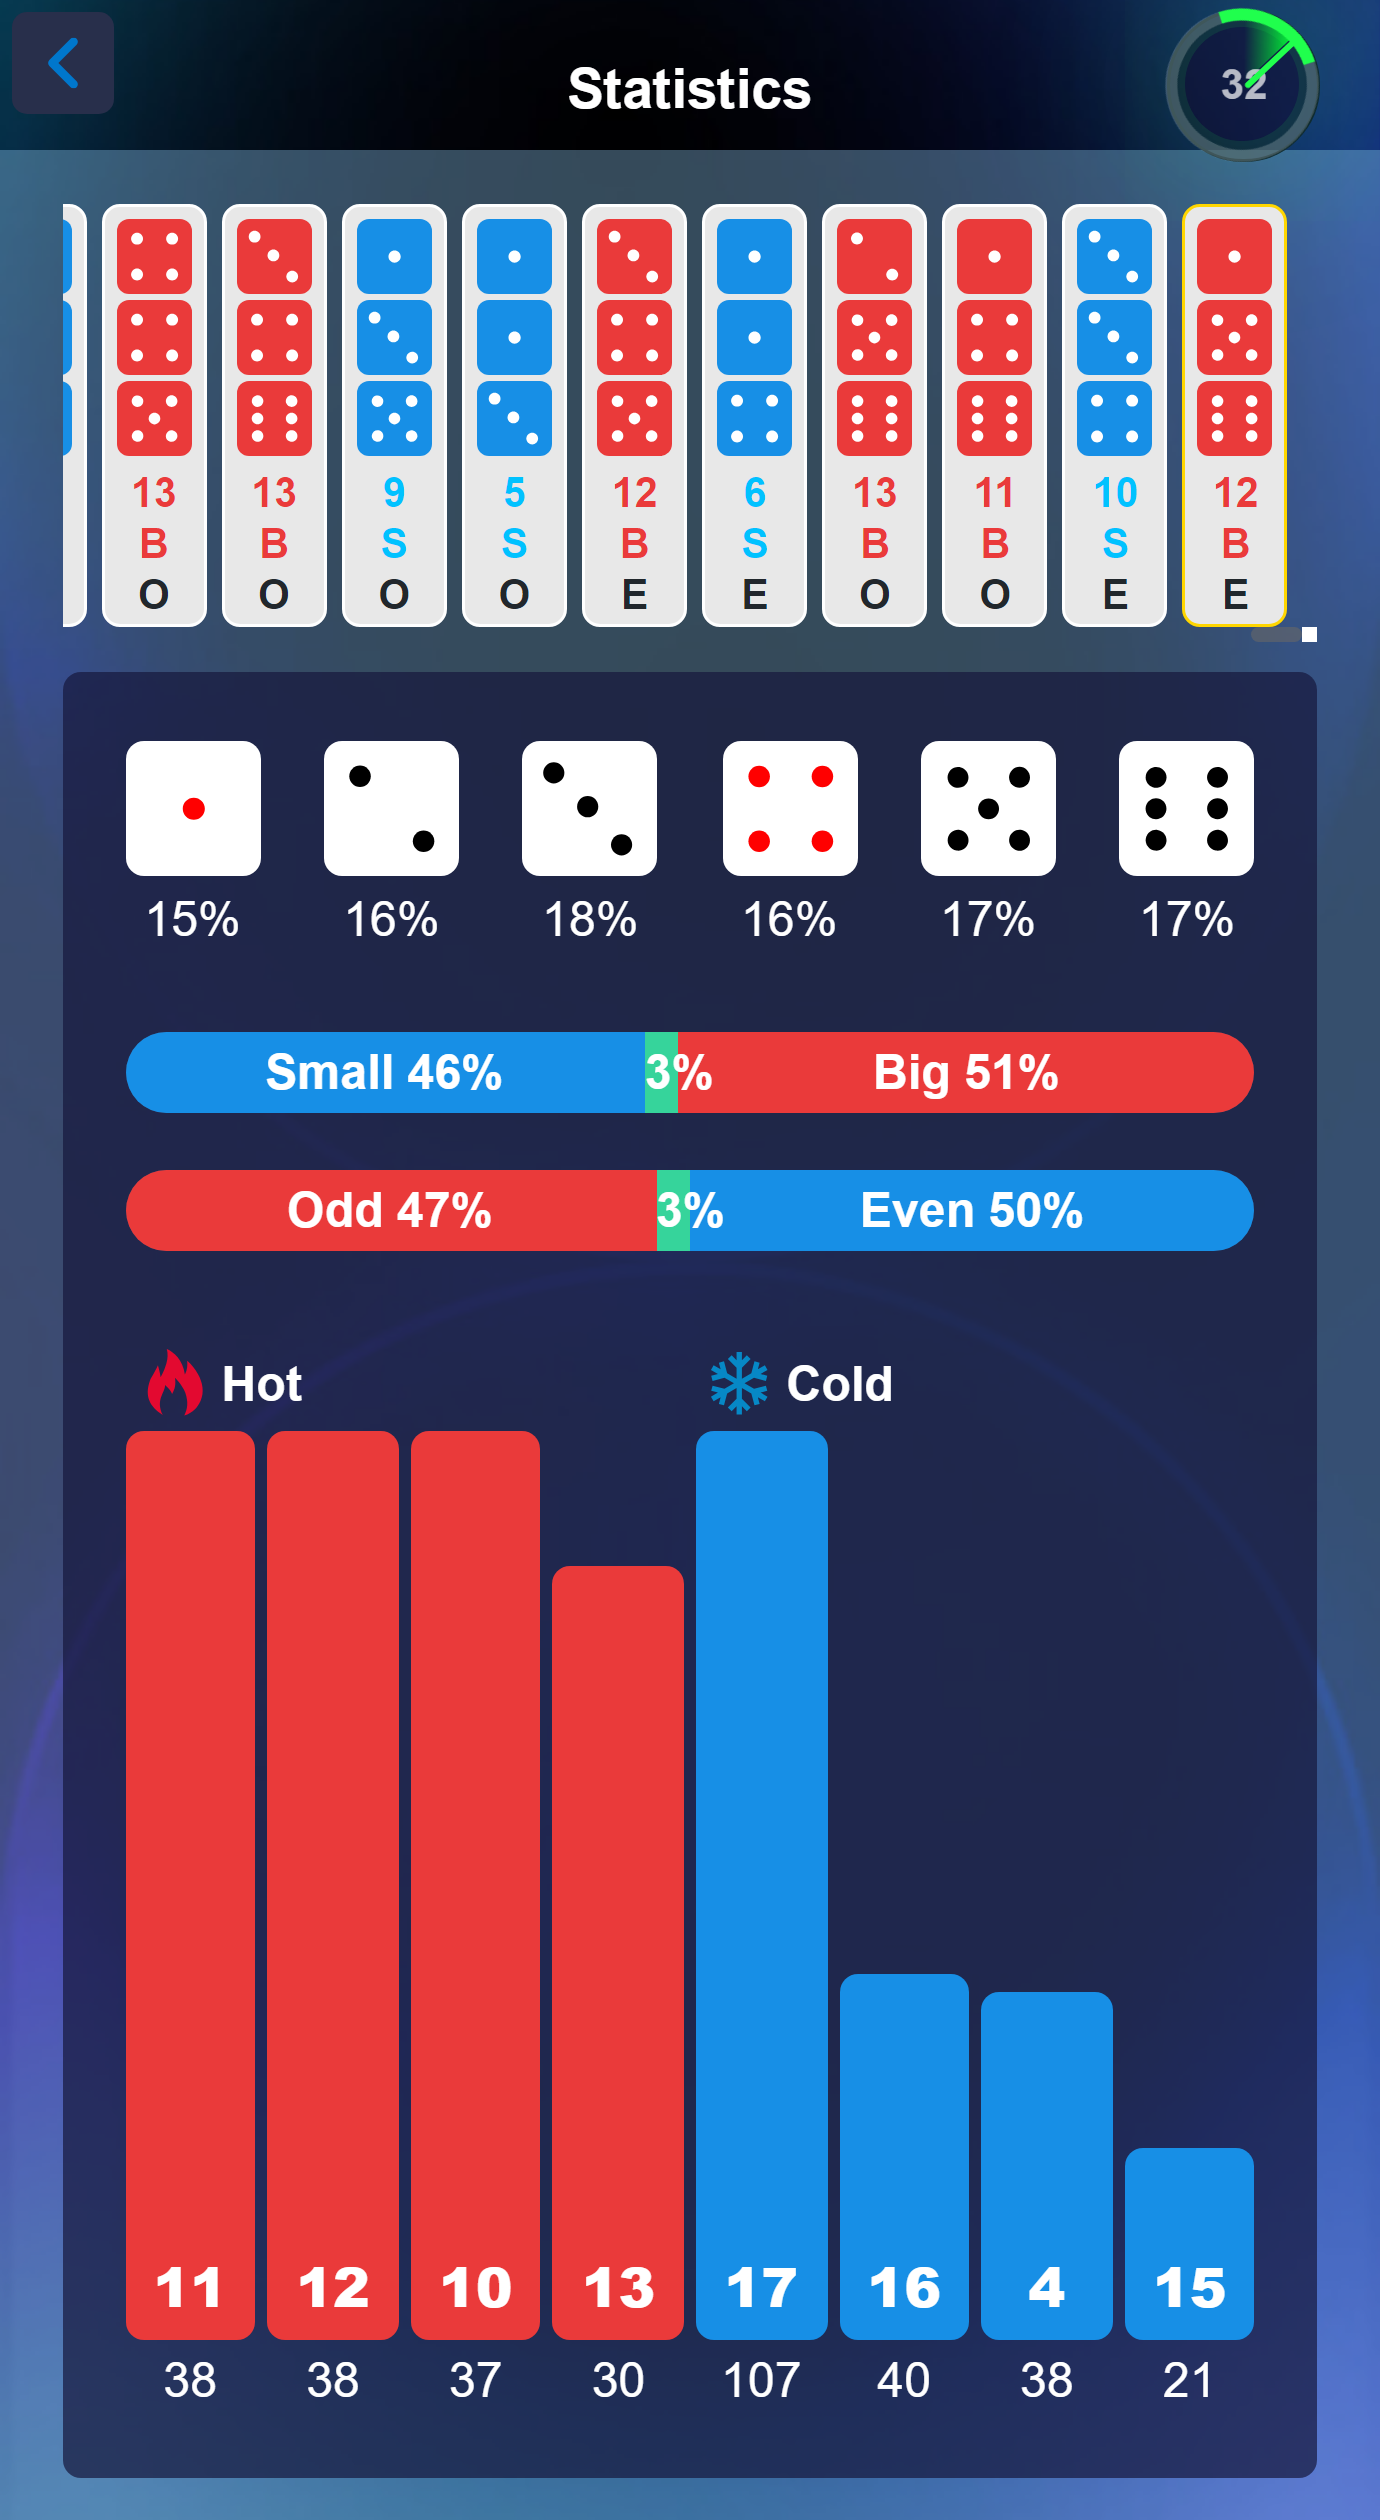 Statistics
32
13 13 9 5 12 6 13 11 10 12
B B S S B S B B S B
O O O O E E O O E E
15% 16% 18% 16% 17% 17%
Small 46% 3% Big 51%
Odd 47% 3% Even 50%
Hot Cold
11 12 10 13 17 16 4 15
38 38 37 30 107 40 38 21